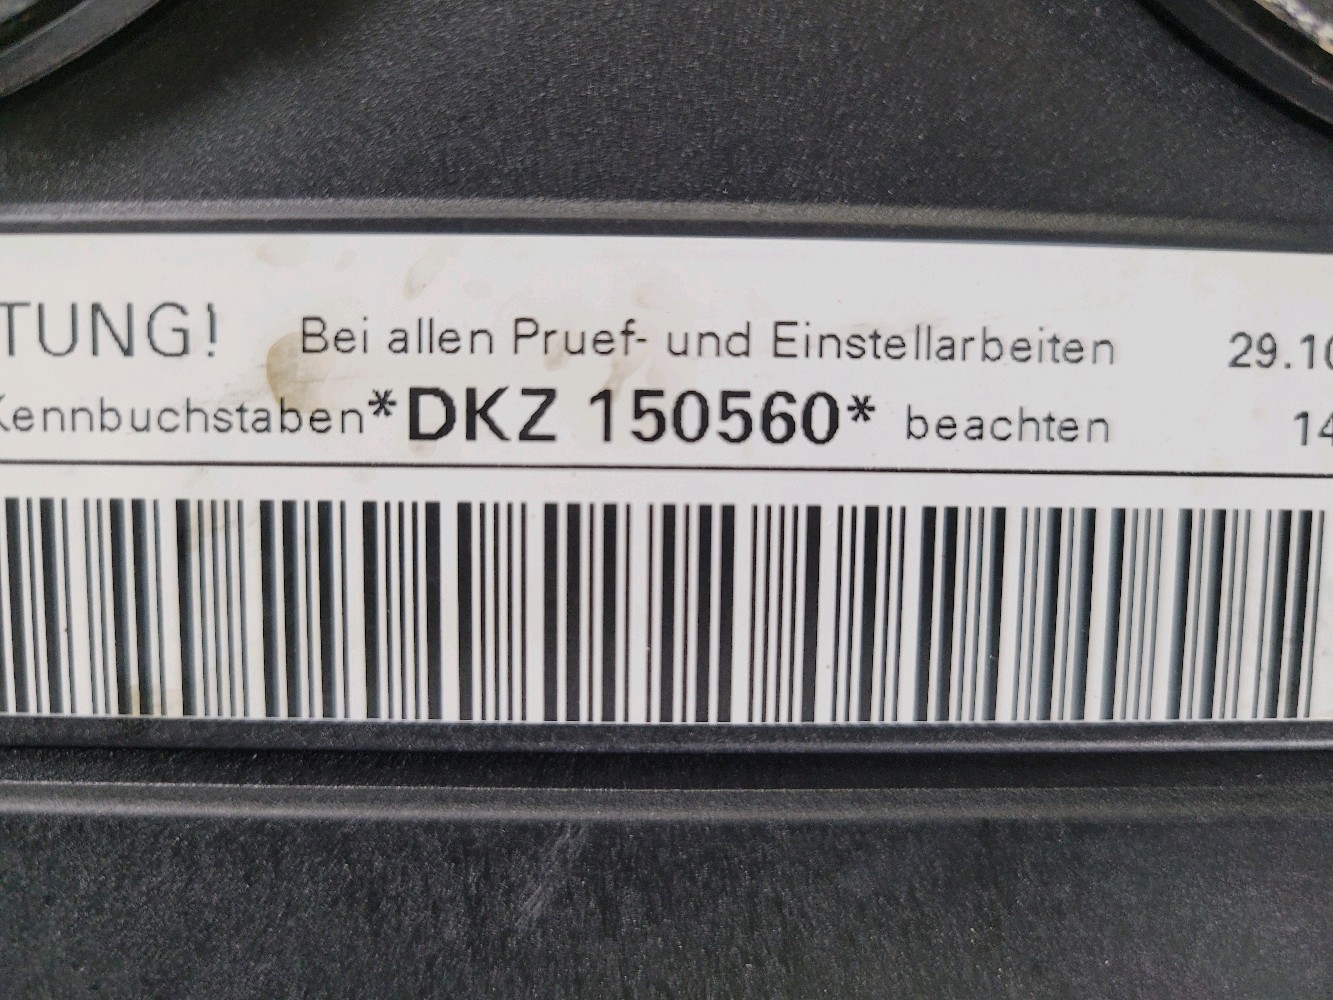 TUNG! Bei allen Pruef- und Einstellarbeiten 29.10
Kennbuchstaben *DKZ 150560* beachten 14